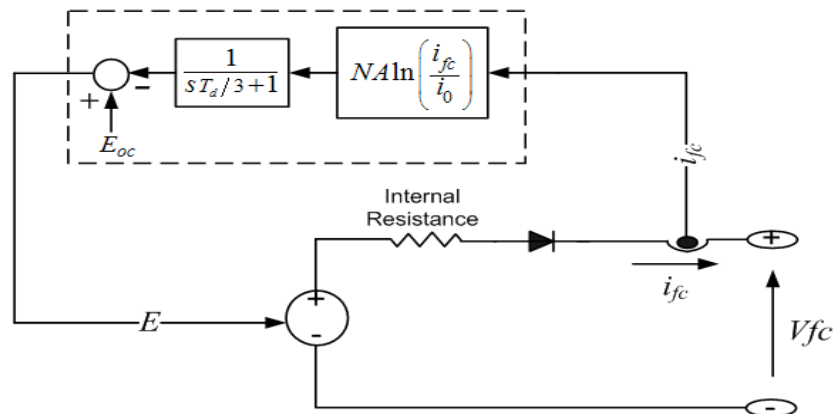 + -
E_oc
1
sT_d/3+1
NA ln(i_fc/i_0)
i_fc
Internal
Resistance
+
i_fc
+
-
E
Vfc
-